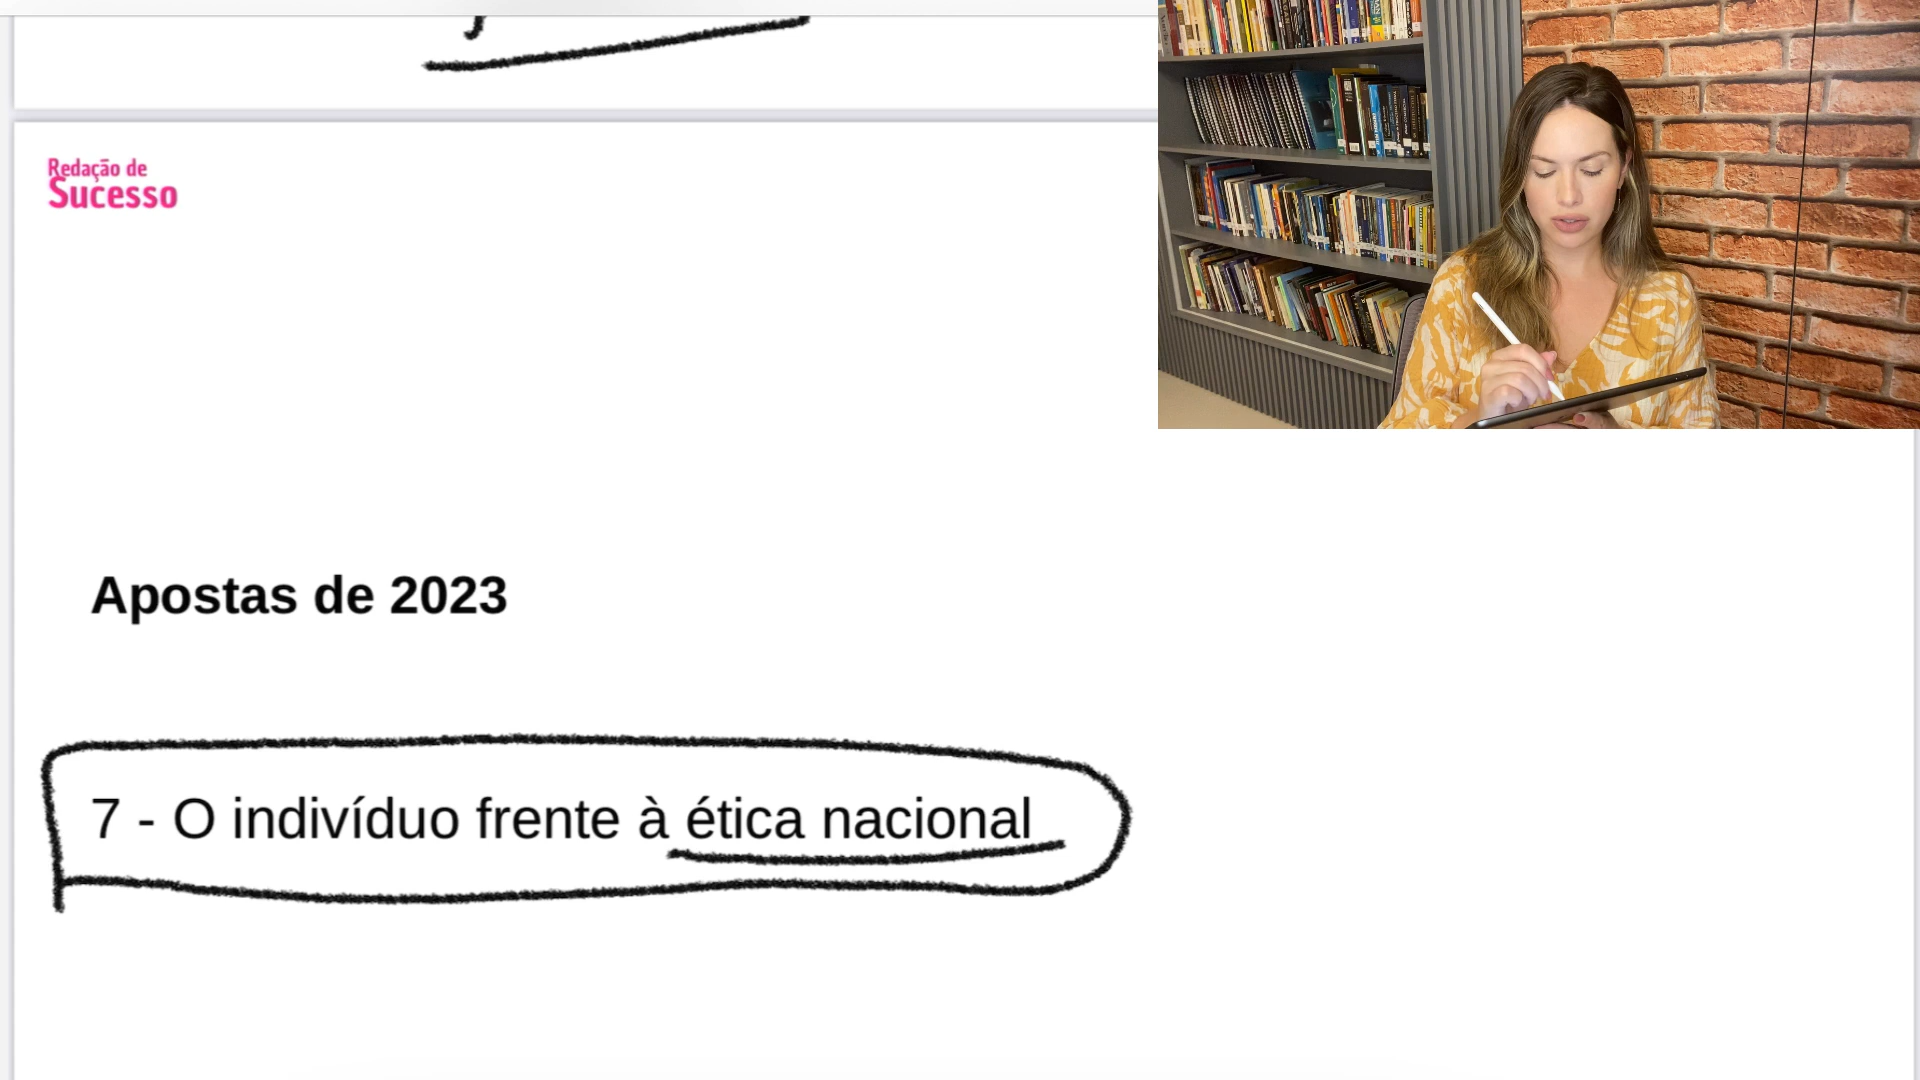 Redação de
Sucesso
Apostas de 2023
7 - O indivíduo frente à ética nacional